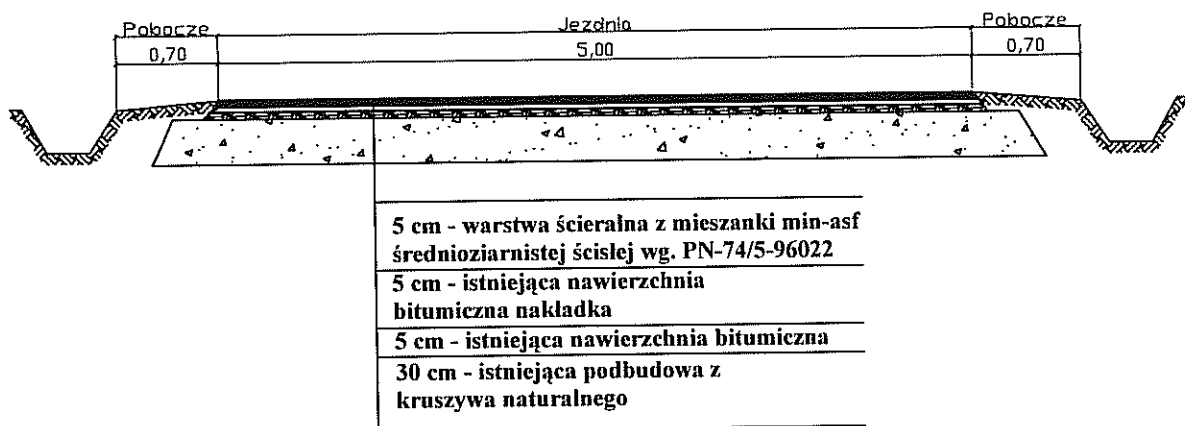 Pobocze
Jezdnia
Pobocze
0,70
5,00
0,70
5 cm - warstwa ścieralna z mieszanki min-asf
średnioziarnistej ścisłej wg. PN-74/5-96022
5 cm - istniejąca nawierzchnia
bitumiczna nakładka
5 cm - istniejąca nawierzchnia bitumiczna
30 cm - istniejąca podbudowa z
kruszywa naturalnego